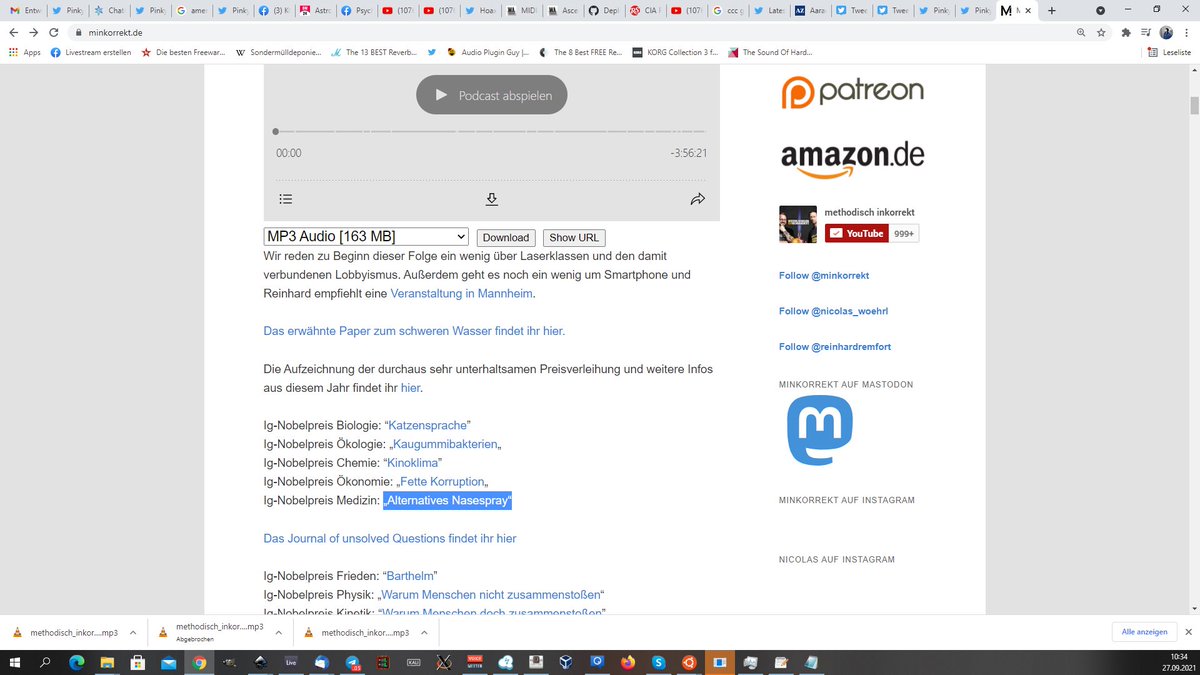 Entw
Pinky
Chat
Pinky
Pinky
ame
Pink
(3) K
Astro
Psyc
(107
(107
Hoa
MIDI
Asce
Depl
CIA
(107
ccc g
Lates
Aara
Twee
Twee
Pinky
Pinky
minkorrekt.de
Apps
Livestream erstellen
Die besten Freewar...
Sondermülldeponie...
The 13 BEST Reverb...
Audio Plugin Guy |...
The 8 Best FREE Re...
KORG Collection 3 f...
The Sound Of Hard...
Leseliste
Podcast abspielen
00:00
-3:56:21
MP3 Audio [163 MB]
Download
Show URL
Wir reden zu Beginn dieser Folge ein wenig über Laserklassen und den damit
verbundenen Lobbyismus. Außerdem geht es noch ein wenig um Smartphone und
Reinhard empfiehlt eine Veranstaltung in Mannheim.
Das erwähnte Paper zum schweren Wasser findet ihr hier.
Die Aufzeichnung der durchaus sehr unterhaltsamen Preisverleihung und weitere Infos
aus diesem Jahr findet ihr hier.
Ig-Nobelpreis Biologie: “Katzensprache”
Ig-Nobelpreis Ökologie: „Kaugummibakterien„
Ig-Nobelpreis Chemie: “Kinoklima”
Ig-Nobelpreis Ökonomie: „Fette Korruption„
Ig-Nobelpreis Medizin: „Alternatives Nasespray“
Das Journal of unsolved Questions findet ihr hier
Ig-Nobelpreis Frieden: “Barthelm”
Ig-Nobelpreis Physik: „Warum Menschen nicht zusammenstoßen“
Ig-Nobelpreis Kinetik: “Warum Menschen doch zusammenstoßen”
patreon
amazon.de
methodisch inkorrekt
YouTube
999+
Follow @minkorrekt
Follow @nicolas_woehrl
Follow @reinhardremfort
MINKORREKT AUF MASTODON
MINKORREKT AUF INSTAGRAM
NICOLAS AUF INSTAGRAM
methodisch_inkor....mp3
methodisch_inkor....mp3
Abgebrochen
methodisch_inkor....mp3
Alle anzeigen
Live
KALI
10:34
27.09.2021